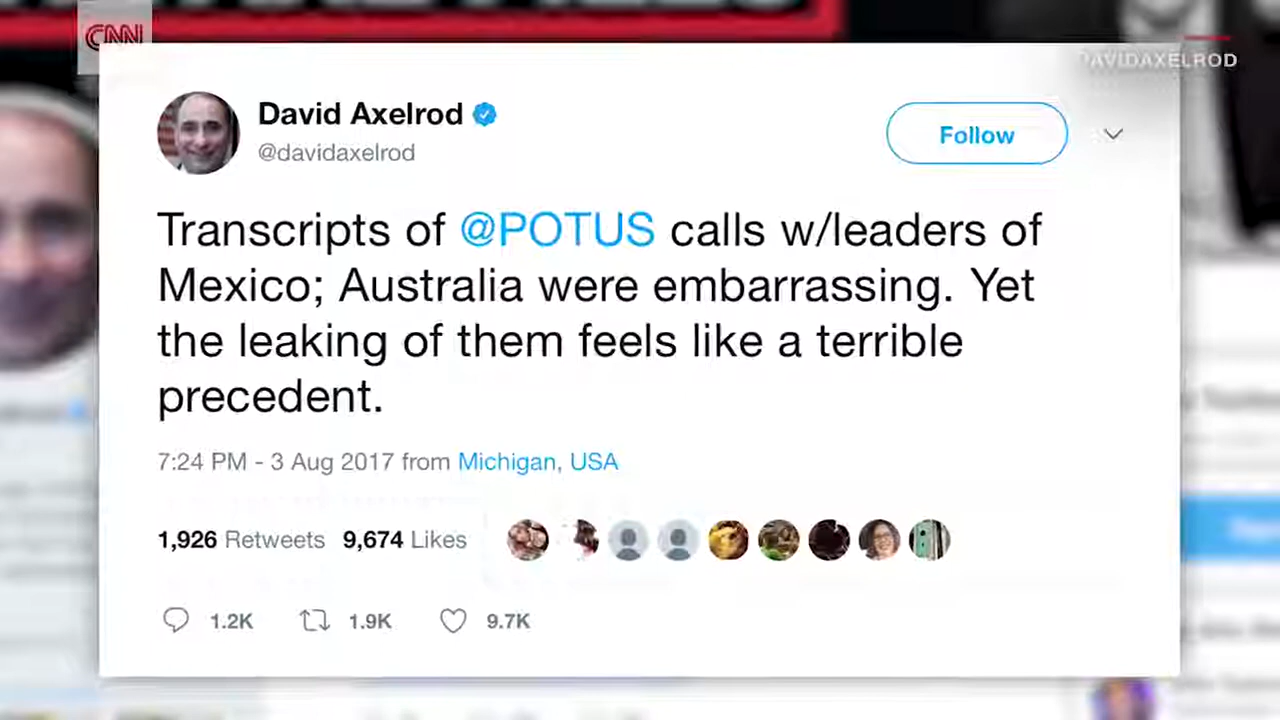 CNN
DAVIDAXELROD
David Axelrod
@davidaxelrod
Follow
Transcripts of @POTUS calls w/leaders of
Mexico; Australia were embarrassing. Yet
the leaking of them feels like a terrible
precedent.
7:24 PM - 3 Aug 2017 from Michigan, USA
1,926 Retweets 9,674 Likes
1.2K 1.9K 9.7K